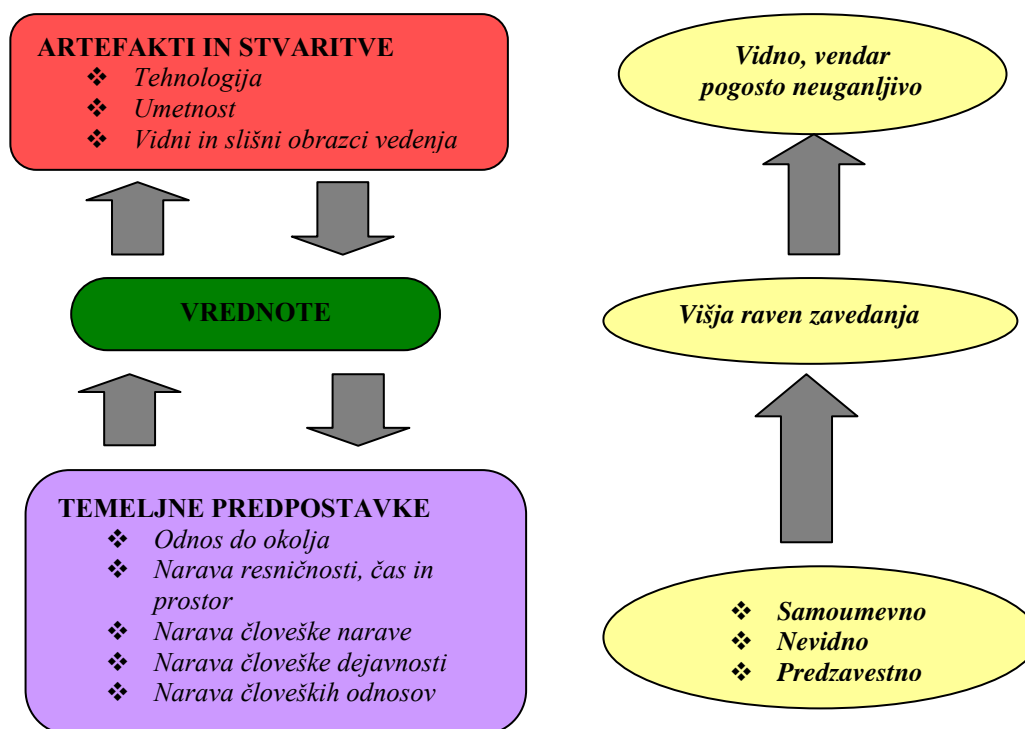 ARTEFAKTI IN STVARITVE
❖ Tehnologija
❖ Umetnost
❖ Vidni in slišni obrazci vedenja
Vidno, vendar
pogosto neuganljivo
VREDNOTE
Višja raven zavedanja
TEMELJNE PREDPOSTAVKE
❖ Odnos do okolja
❖ Narava resničnosti, čas in
prostor
❖ Narava človeške narave
❖ Narava človeške dejavnosti
❖ Narava človeških odnosov
❖ Samoumevno
❖ Nevidno
❖ Predzavestno